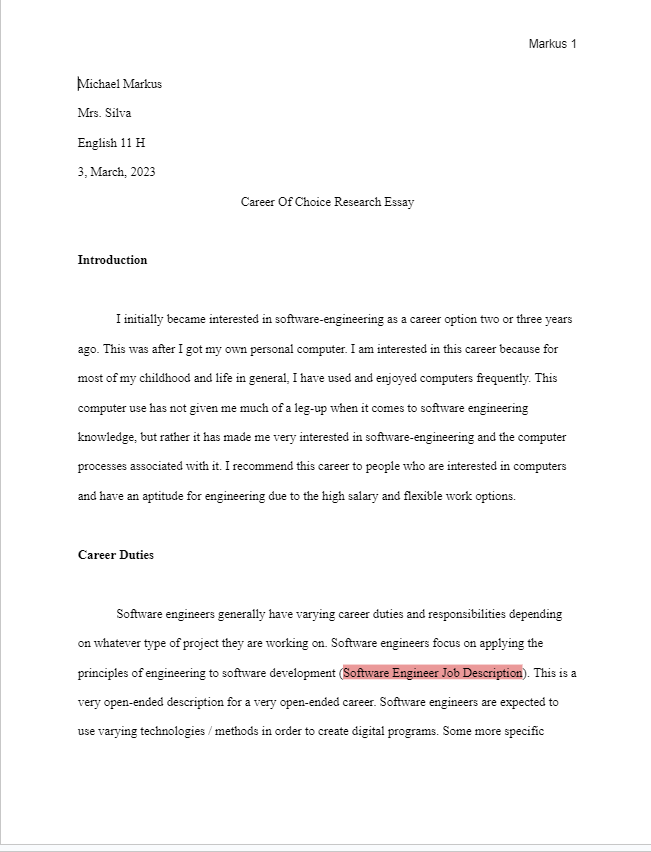 Markus 1
Michael Markus
Mrs. Silva
English 11 H
3, March, 2023
Career Of Choice Research Essay
Introduction
I initially became interested in software-engineering as a career option two or three years
ago. This was after I got my own personal computer. I am interested in this career because for
most of my childhood and life in general, I have used and enjoyed computers frequently. This
computer use has not given me much of a leg-up when it comes to software engineering
knowledge, but rather it has made me very interested in software-engineering and the computer
processes associated with it. I recommend this career to people who are interested in computers
and have an aptitude for engineering due to the high salary and flexible work options.
Career Duties
Software engineers generally have varying career duties and responsibilities depending
on whatever type of project they are working on. Software engineers focus on applying the
principles of engineering to software development (Software Engineer Job Description). This is a
very open-ended description for a very open-ended career. Software engineers are expected to
use varying technologies / methods in order to create digital programs. Some more specific